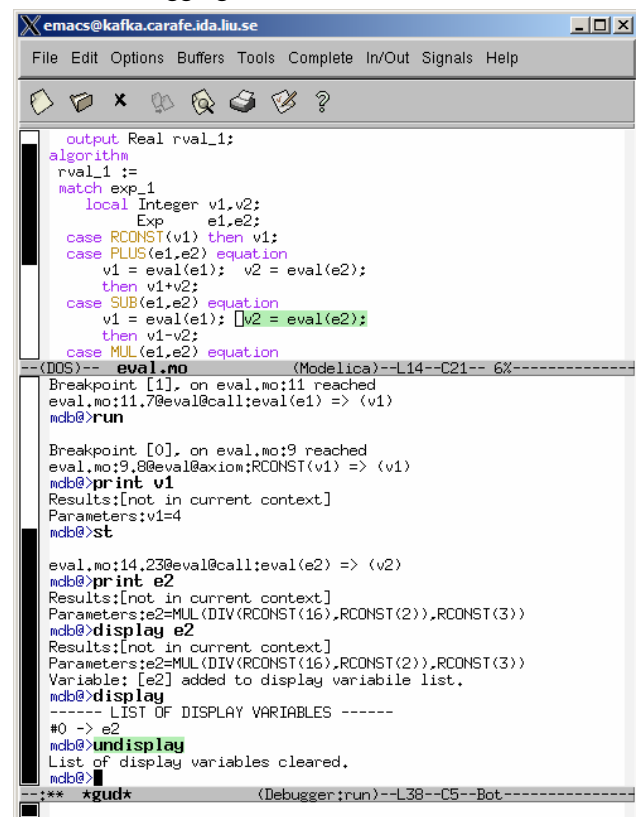 emacs@kafka.carafe.ida.liu.se
File Edit Options Buffers Tools Complete In/Out Signals Help
output Real rval_1;
algorithm
rval_1 :=
match exp_1
local Integer v1,v2;
Exp e1,e2;
case RCONST(v1) then v1;
case PLUS(e1,e2) equation
v1 = eval(e1); v2 = eval(e2);
then v1+v2;
case SUB(e1,e2) equation
v1 = eval(e1); v2 = eval(e2);
then v1-v2;
case MUL(e1,e2) equation
--(DOS)-- eval.mo (Modelica)--L14--C21-- 6%--------------
Breakpoint [1], on eval.mo:11 reached
eval.mo:11.7@eval@call:eval(e1) => (v1)
mdb@>run
Breakpoint [0], on eval.mo:9 reached
eval.mo:9.8@eval@axiom:RCONST(v1) => (v1)
mdb@>print v1
Results:[not in current context]
Parameters:v1=4
mdb@>st
eval.mo:14.23@eval@call:eval(e2) => (v2)
mdb@>print e2
Results:[not in current context]
Parameters:e2=MUL(DIV(RCONST(16),RCONST(2)),RCONST(3))
mdb@>display e2
Results:[not in current context]
Parameters:e2=MUL(DIV(RCONST(16),RCONST(2)),RCONST(3))
Variable: [e2] added to display variabile list.
mdb@>display
------ LIST OF DISPLAY VARIABLES ------
#0 -> e2
mdb@>undisplay
List of display variables cleared.
mdb@>
--:** *gud* (Debugger:run)--L38--C5--Bot---------------